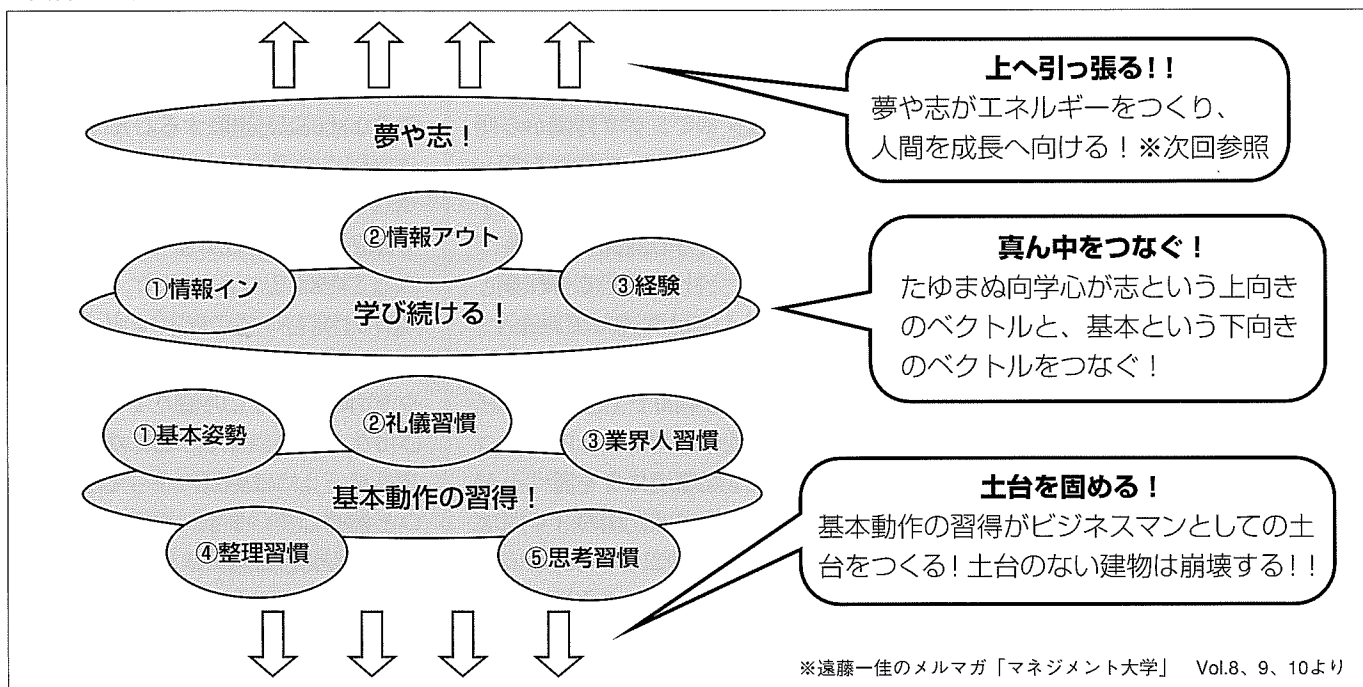 夢や志！
②情報アウト
①情報イン
③経験
学び続ける！
①基本姿勢
②礼儀習慣
③業界人習慣
基本動作の習得！
④整理習慣
⑤思考習慣
上へ引っ張る！！
夢や志がエネルギーをつくり、
人間を成長へ向ける！※次回参照
真ん中をつなぐ！
たゆまぬ向学心が志という上向き
のベクトルと、基本という下向き
のベクトルをつなぐ！
土台を固める！
基本動作の習得がビジネスマンとしての土
台をつくる！土台のない建物は崩壊する！！
※遠藤一佳のメルマガ「マネジメント大学」　Vol.8、9、10より